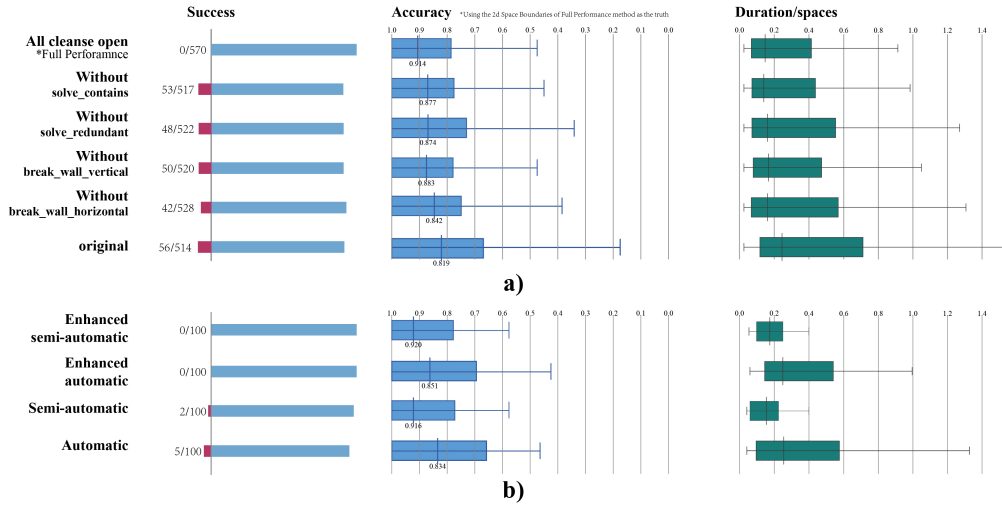 Success
Accuracy *Using the 2d Space Boundaries of Full Performance method as the truth
Duration/spaces
1.0 0.9 0.8 0.7 0.6 0.5 0.4 0.3 0.2 0.1 0.0
0.0 0.2 0.4 0.6 0.8 1.0 1.2 1.4
All cleanse open
*Full Perforamnce
0/570
0.914
Without
solve_contains
53/517
0.877
Without
solve_redundant
48/522
0.874
Without
break_wall_vertical
50/520
0.883
Without
break_wall_horizontal
42/528
0.842
original
56/514
0.819
a)
1.0 0.9 0.8 0.7 0.6 0.5 0.4 0.3 0.2 0.1 0.0
0.0 0.2 0.4 0.6 0.8 1.0 1.2 1.4
Enhanced
semi-automatic
0/100
0.920
Enhanced
automatic
0/100
0.851
Semi-automatic
2/100
0.916
Automatic
5/100
0.834
b)